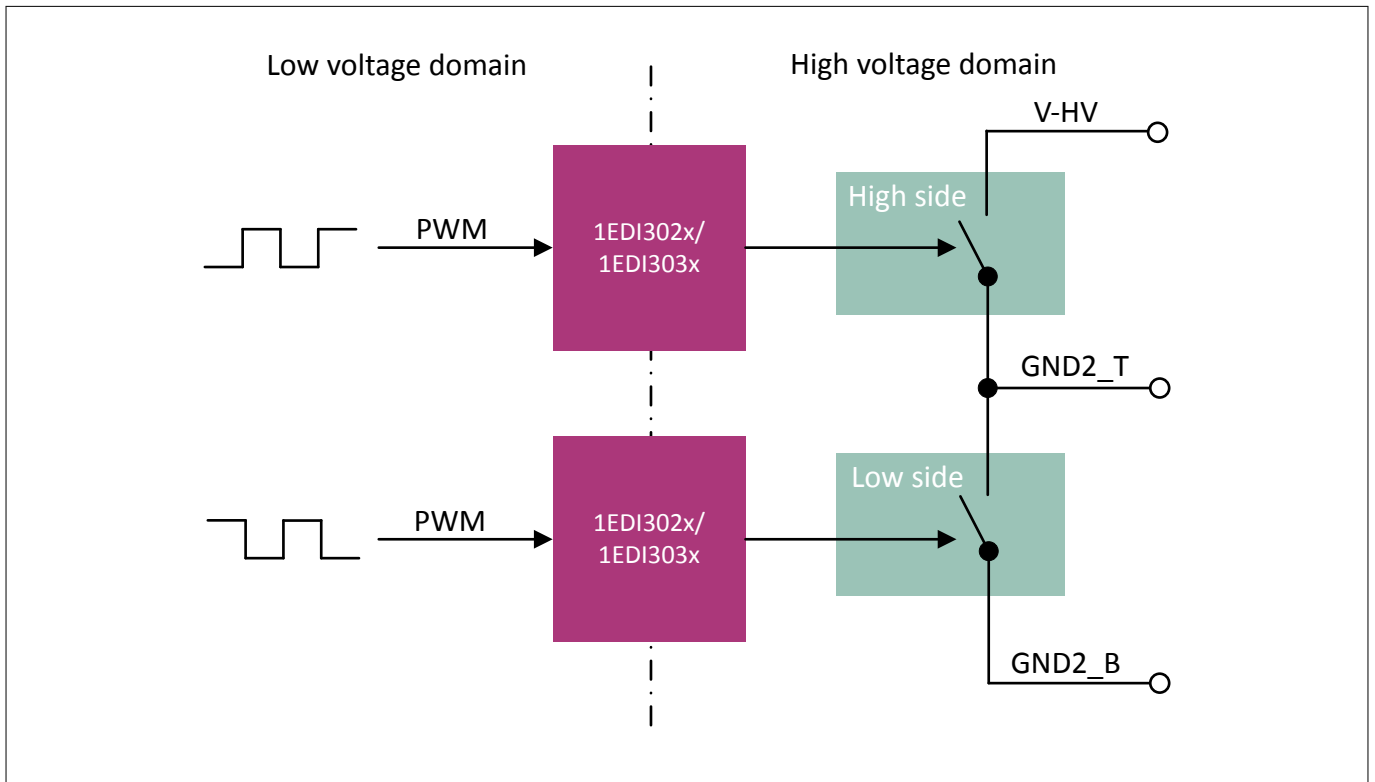 Low voltage domain
High voltage domain
V-HV
High side
PWM
1EDI302x/
1EDI303x
GND2_T
Low side
PWM
1EDI302x/
1EDI303x
GND2_B